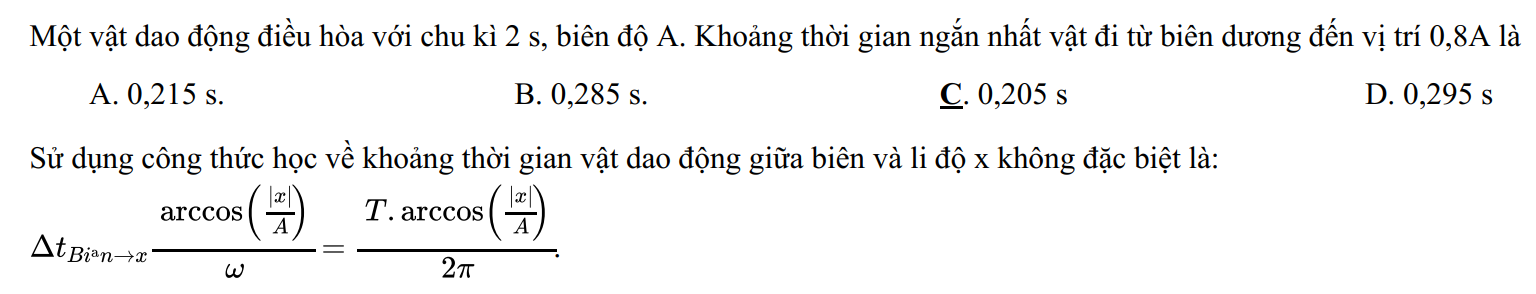 Một vật dao động điều hòa với chu kì 2 s, biên độ A. Khoảng thời gian ngắn nhất vật đi từ biên dương đến vị trí 0,8A là
A. 0,215 s. B. 0,285 s. C. 0,205 s D. 0,295 s
Sử dụng công thức học về khoảng thời gian vật dao động giữa biên và li độ x không đặc biệt là:
$\Delta t_{Bi^{a}n \rightarrow x} \frac{\arccos\left(\frac{|x|}{A}\right)}{\omega} = \frac{T.\arccos\left(\frac{|x|}{A}\right)}{2\pi}.$